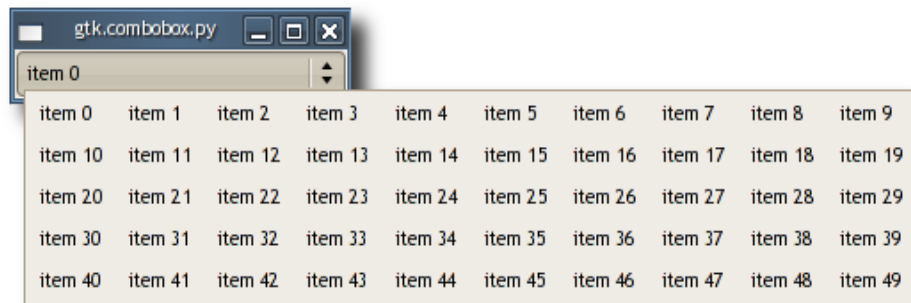 gtk.combobox.py
item 0
item 0 item 1 item 2 item 3 item 4 item 5 item 6 item 7 item 8 item 9
item 10 item 11 item 12 item 13 item 14 item 15 item 16 item 17 item 18 item 19
item 20 item 21 item 22 item 23 item 24 item 25 item 26 item 27 item 28 item 29
item 30 item 31 item 32 item 33 item 34 item 35 item 36 item 37 item 38 item 39
item 40 item 41 item 42 item 43 item 44 item 45 item 46 item 47 item 48 item 49